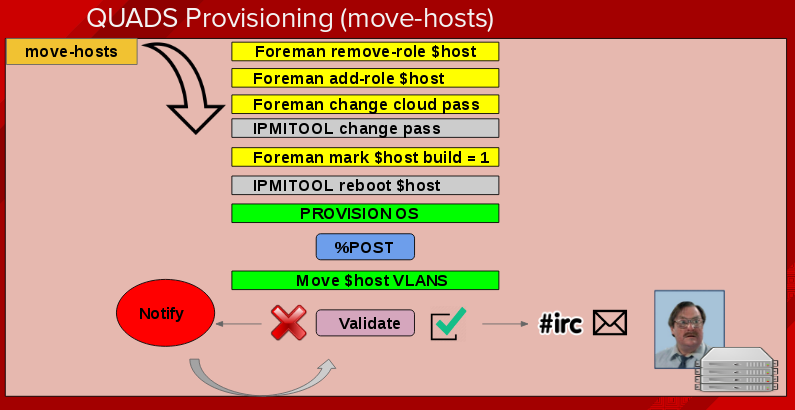 QUADS Provisioning (move-hosts)
move-hosts
Foreman remove-role $host
Foreman add-role $host
Foreman change cloud pass
IPMITOOL change pass
Foreman mark $host build = 1
IPMITOOL reboot $host
PROVISION OS
%POST
Move $host VLANS
Notify
Validate
#irc